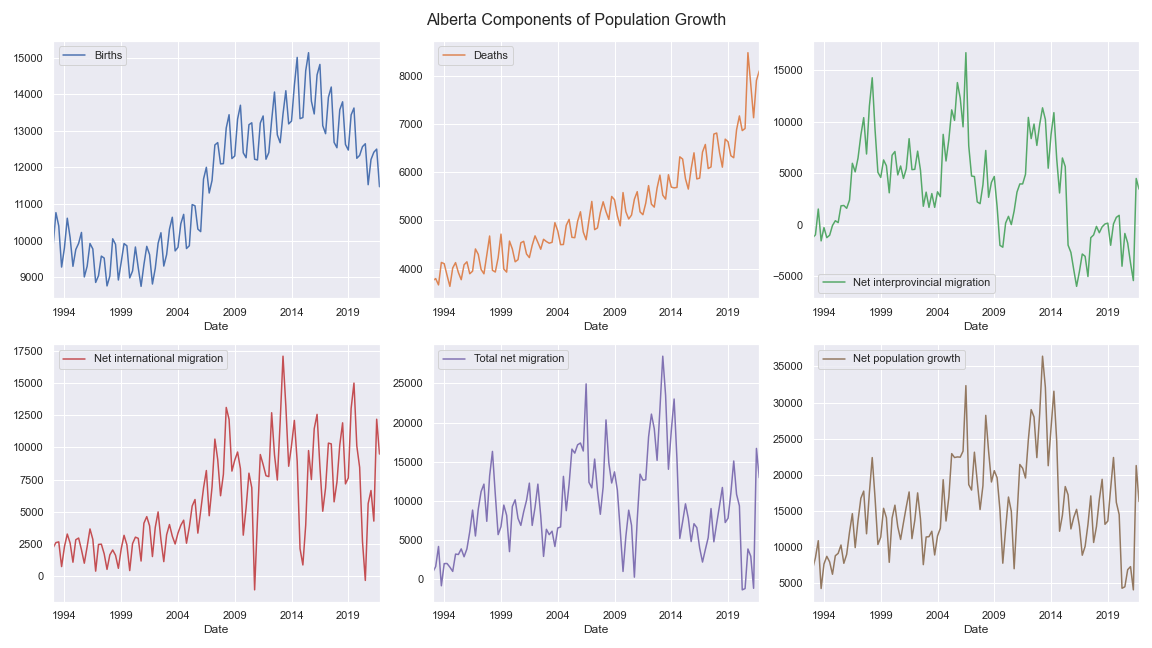 Alberta Components of Population Growth
Births
15000
14000
13000
12000
11000
10000
9000
1994 1999 2004 2009 2014 2019
Date
Deaths
8000
7000
6000
5000
4000
1994 1999 2004 2009 2014 2019
Date
15000
10000
5000
0
−5000
Net interprovincial migration
1994 1999 2004 2009 2014 2019
Date
Net international migration
17500
15000
12500
10000
7500
5000
2500
0
1994 1999 2004 2009 2014 2019
Date
Total net migration
25000
20000
15000
10000
5000
0
1994 1999 2004 2009 2014 2019
Date
Net population growth
35000
30000
25000
20000
15000
10000
5000
1994 1999 2004 2009 2014 2019
Date